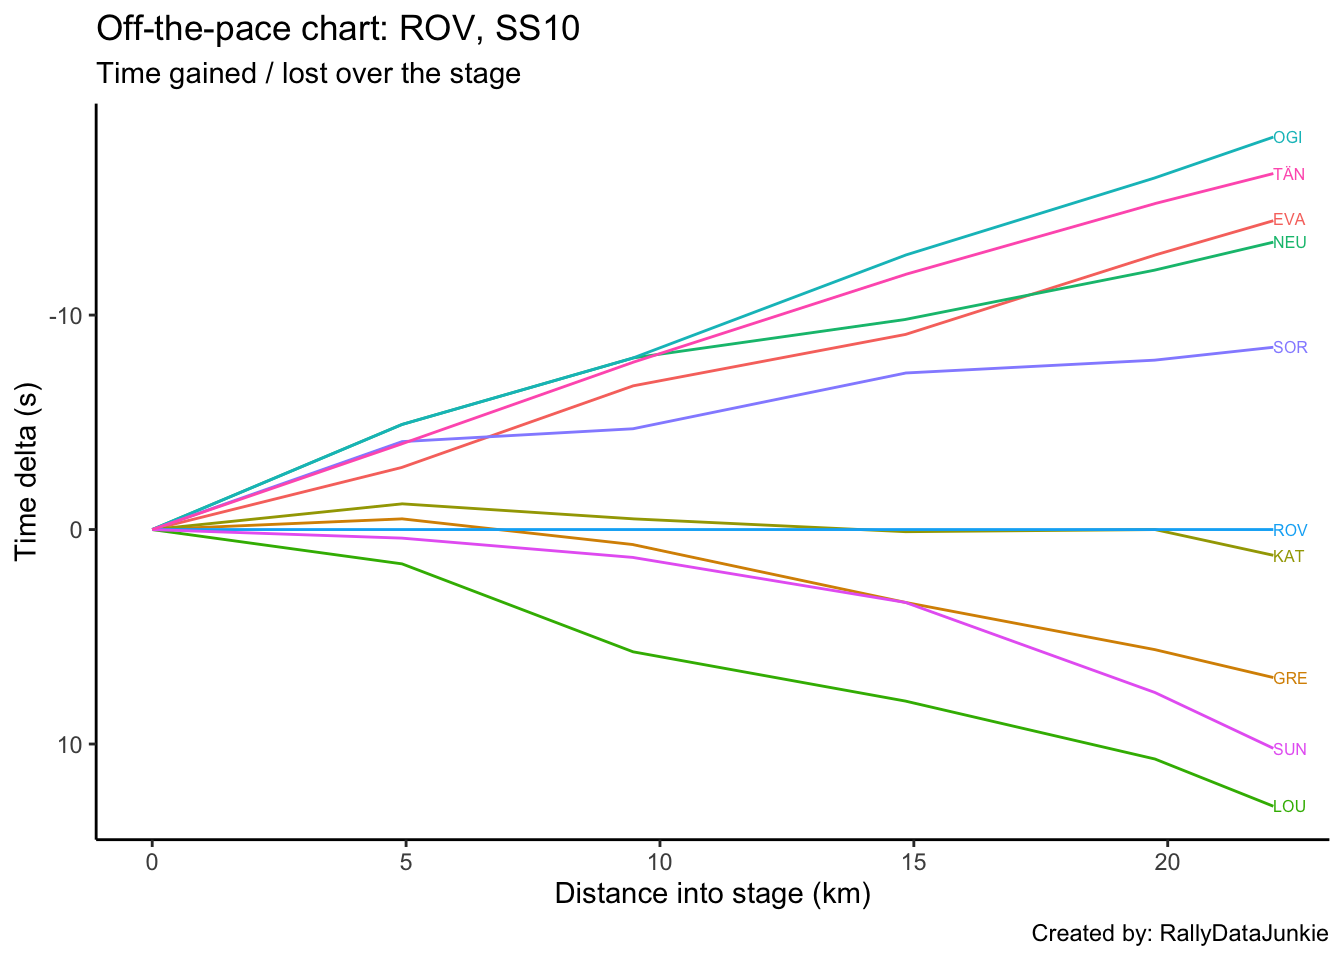 Off-the-pace chart: ROV, SS10
Time gained / lost over the stage
OGI
TÄN
EVA
NEU
-10
SOR
0
ROV
KAT
GRE
10
SUN
LOU
Time delta (s)
0 5 10 15 20
Distance into stage (km)
Created by: RallyDataJunkie